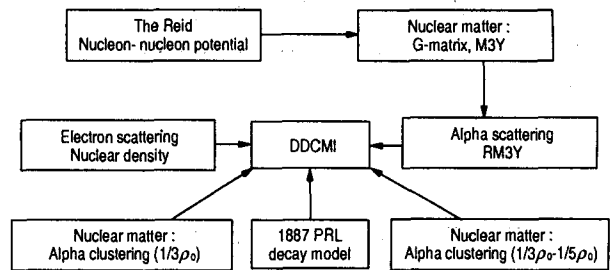 The Reid
Nucleon- nucleon potential
Nuclear matter :
G-matrix, M3Y
Electron scattering
Nuclear density
DDCMI
Alpha scattering
RM3Y
Nuclear matter :
Alpha clustering (1/3ρ₀)
1887 PRL
decay model
Nuclear matter :
Alpha clustering (1/3ρ₀-1/5ρ₀)